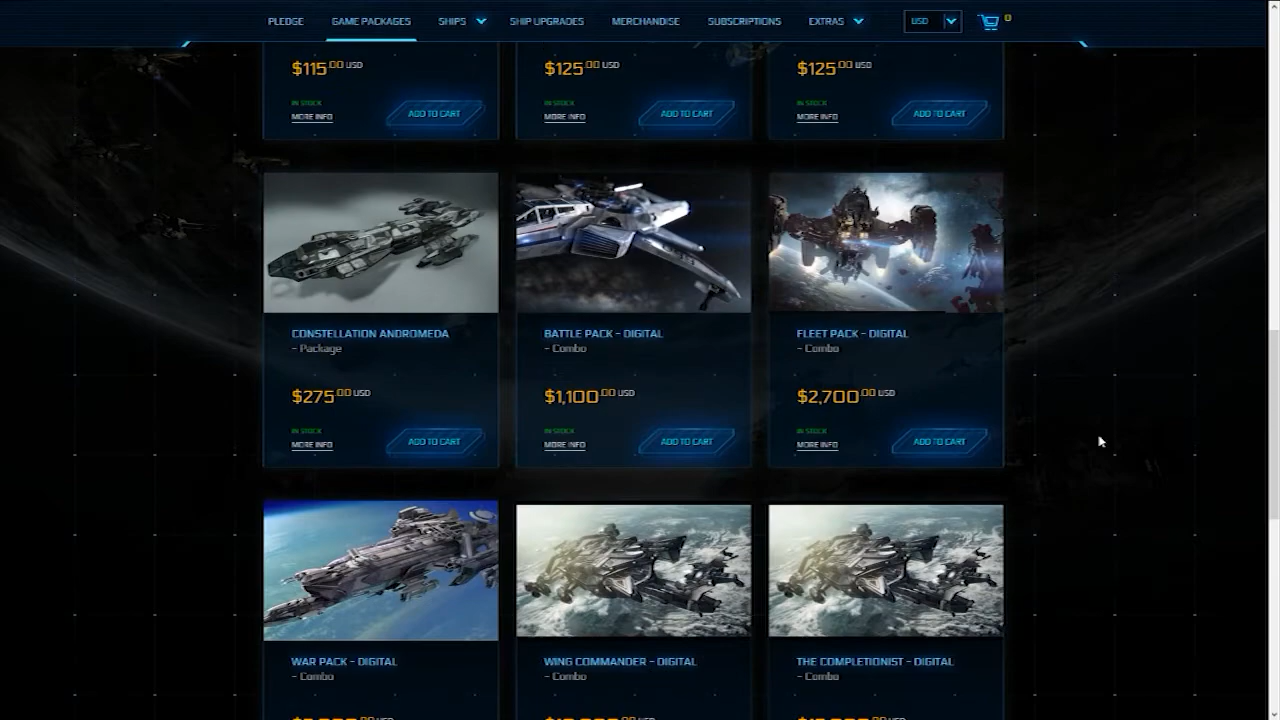 PLEDGE GAME PACKAGES SHIPS SHIP UPGRADES MERCHANDISE SUBSCRIPTIONS EXTRAS USD 0
$115.00 USD $125.00 USD $125.00 USD
IN STOCK IN STOCK IN STOCK
MORE INFO ADD TO CART MORE INFO ADD TO CART MORE INFO ADD TO CART
CONSTELLATION ANDROMEDA BATTLE PACK - DIGITAL FLEET PACK - DIGITAL
- Package - Combo - Combo
$275.00 USD $1,100.00 USD $2,700.00 USD
IN STOCK IN STOCK IN STOCK
MORE INFO ADD TO CART MORE INFO ADD TO CART MORE INFO ADD TO CART
WAR PACK - DIGITAL WING COMMANDER - DIGITAL THE COMPLETIONIST - DIGITAL
- Combo - Combo - Combo